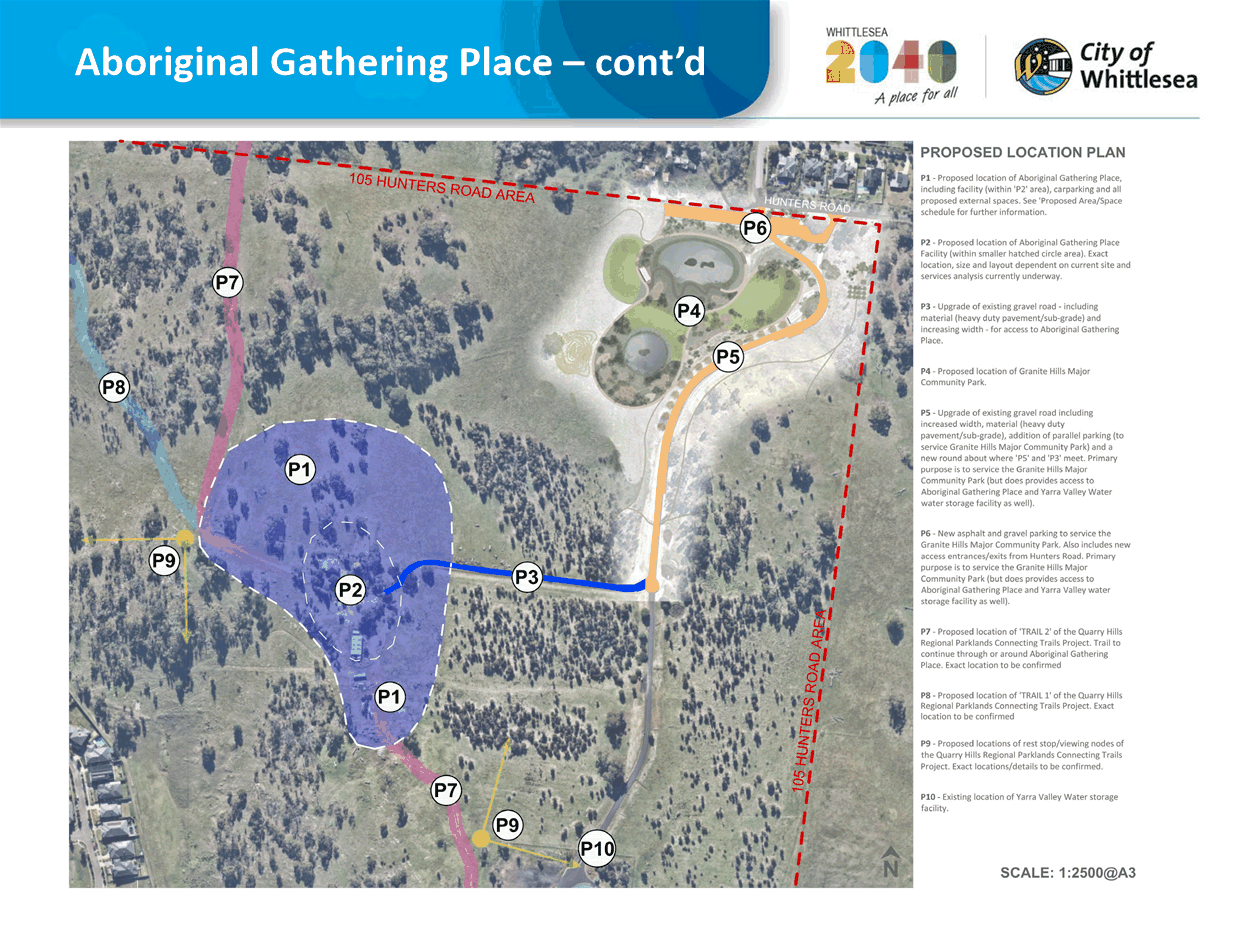 Aboriginal Gathering Place – cont’d
WHITTLESEA
2040
A place for all
City of
Whittlesea
105 HUNTERS ROAD AREA
HUNTERS ROAD
P6
P7
P4
P5
P8
P1
P9
P2
P3
105 HUNTERS ROAD AREA
P1
P7
P9
P10
N
PROPOSED LOCATION PLAN
P1 - Proposed location of Aboriginal Gathering Place,
including facility (within 'P2' area), carparking and all
proposed external spaces. See 'Proposed Area/Space
schedule for further information.
P2 - Proposed location of Aboriginal Gathering Place
Facility (within smaller hatched circle area). Exact
location, size and layout dependent on current site and
services analysis currently underway.
P3 - Upgrade of existing gravel road - including
material (heavy duty pavement/sub-grade) and
increasing width - for access to Aboriginal Gathering
Place.
P4 - Proposed location of Granite Hills Major
Community Park.
P5 - Upgrade of existing gravel road including
increased width, material (heavy duty
pavement/sub-grade), addition of parallel parking (to
service Granite Hills Major Community Park) and a
new round about where 'P5' and 'P3' meet. Primary
purpose is to service the Granite Hills Major
Community Park (but does provides access to
Aboriginal Gathering Place and Yarra Valley Water
water storage facility as well).
P6 - New asphalt and gravel parking to service the
Granite Hills Major Community Park. Also includes new
access entrances/exits from Hunters Road. Primary
purpose is to service the Granite Hills Major
Community Park (but does provides access to
Aboriginal Gathering Place and Yarra Valley water
storage facility as well).
P7 - Proposed location of 'TRAIL 2' of the Quarry Hills
Regional Parklands Connecting Trails Project. Trail to
continue through or around Aboriginal Gathering
Place. Exact location to be confirmed
P8 - Proposed location of 'TRAIL 1' of the Quarry Hills
Regional Parklands Connecting Trails Project. Exact
location to be confirmed
P9 - Proposed locations of rest stop/viewing nodes of
the Quarry Hills Regional Parklands Connecting Trails
Project. Exact locations/details to be confirmed.
P10 - Existing location of Yarra Valley Water storage
facility.
SCALE: 1:2500@A3